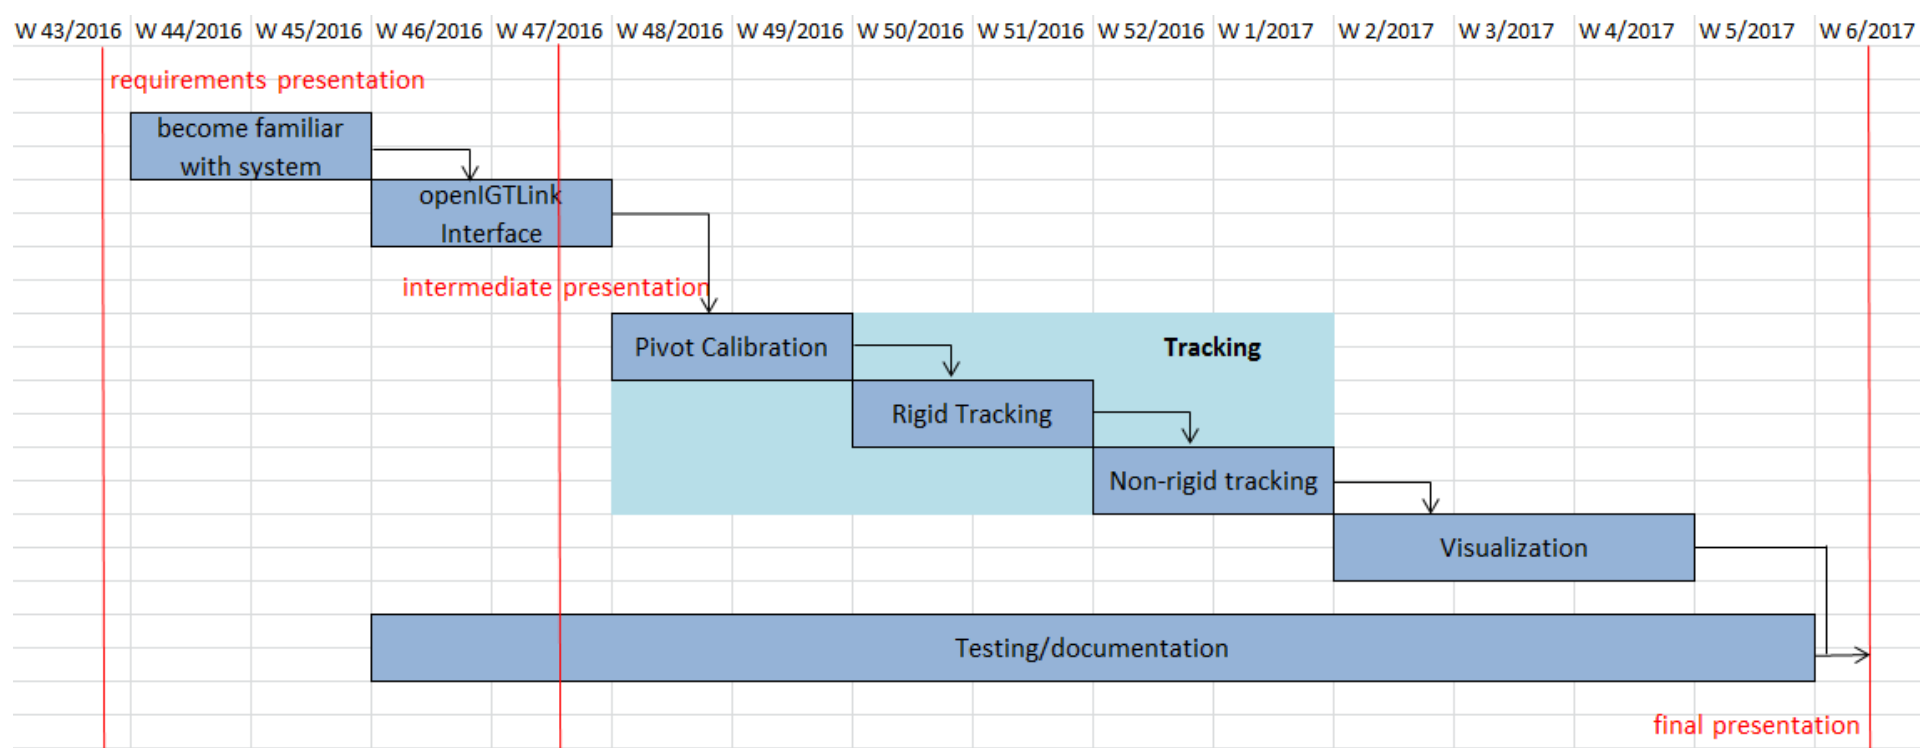 W 43/2016 W 44/2016 W 45/2016 W 46/2016 W 47/2016 W 48/2016 W 49/2016 W 50/2016 W 51/2016 W 52/2016 W 1/2017 W 2/2017 W 3/2017 W 4/2017 W 5/2017 W 6/2017
requirements presentation
become familiar
with system
openIGTLink
Interface
intermediate presentation
Pivot Calibration
Tracking
Rigid Tracking
Non-rigid tracking
Visualization
Testing/documentation
final presentation